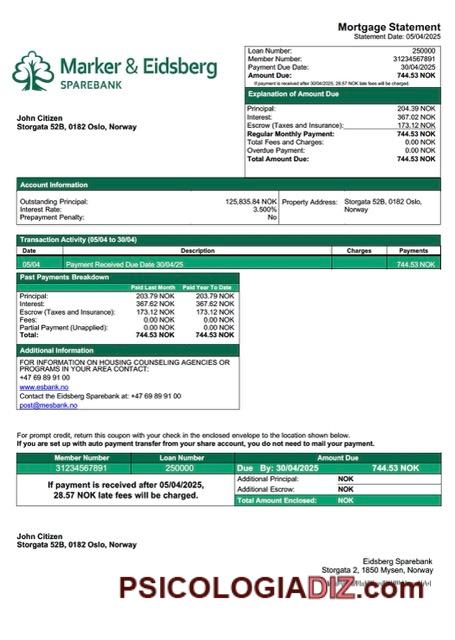 Mortgage Statement
Statement Date: 05/04/2025
Marker & Eidsberg
SPAREBANK
Loan Number: 250000
Member Number: 31234567891
Payment Due Date: 30/04/2025
Amount Due: 744.53 NOK
If payment is received after 30/04/2025, 28.57 NOK late fees will be charged.
Explanation of Amount Due
Principal: 204.39 NOK
Interest: 367.02 NOK
Escrow (Taxes and Insurance): 173.12 NOK
Regular Monthly Payment: 744.53 NOK
Total Fees and Charges: 0.00 NOK
Overdue Payment: 0.00 NOK
Total Amount Due: 744.53 NOK
John Citizen
Storgata 52B, 0182 Oslo, Norway
Account Information
Outstanding Principal: 125,835.84 NOK
Interest Rate: 3.500%
Prepayment Penalty: No
Property Address: Storgata 52B, 0182 Oslo,
Norway
Transaction Activity (05/04 to 30/04)
Date Description Charges Payments
05/04 Payment Received Due Date 30/04/25 744.53 NOK
Past Payments Breakdown
Paid Last Month Paid Year To Date
Principal: 203.79 NOK 203.79 NOK
Interest: 367.62 NOK 367.62 NOK
Escrow (Taxes and Insurance): 173.12 NOK 173.12 NOK
Fees: 0.00 NOK 0.00 NOK
Partial Payment (Unapplied): 0.00 NOK 0.00 NOK
Total: 744.53 NOK 744.53 NOK
Additional Information
FOR INFORMATION ON HOUSING COUNSELING AGENCIES OR
PROGRAMS IN YOUR AREA CONTACT:
+47 69 89 91 00
www.esbank.no
Contact the Eidsberg Sparebank at: +47 69 89 91 00
post@mesbank.no
For prompt credit, return this coupon with your check in the enclosed envelope to the location shown below.
If you are set up with auto payment transfer from your share account, you do not need to mail your payment.
Member Number Loan Number Amount Due
31234567891 250000 Due By: 30/04/2025 744.53 NOK
If payment is received after 05/04/2025,
28.57 NOK late fees will be charged.
Additional Principal: NOK
Additional Escrow: NOK
Total Amount Enclosed: NOK
John Citizen
Storgata 52B, 0182 Oslo, Norway
Eidsberg Sparebank
Storgata 2, 1850 Mysen, Norway
PSICOLOGIADIZ.com